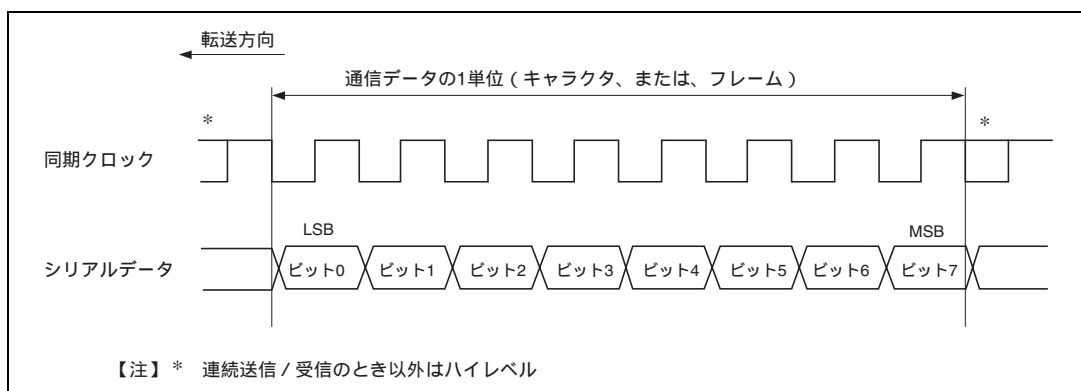 転送方向
通信データの1単位（キャラクタ、または、フレーム）
* *
同期クロック
LSB MSB
シリアルデータ ビット0 ビット1 ビット2 ビット3 ビット4 ビット5 ビット6 ビット7
【注】* 連続送信／受信のとき以外はハイレベル